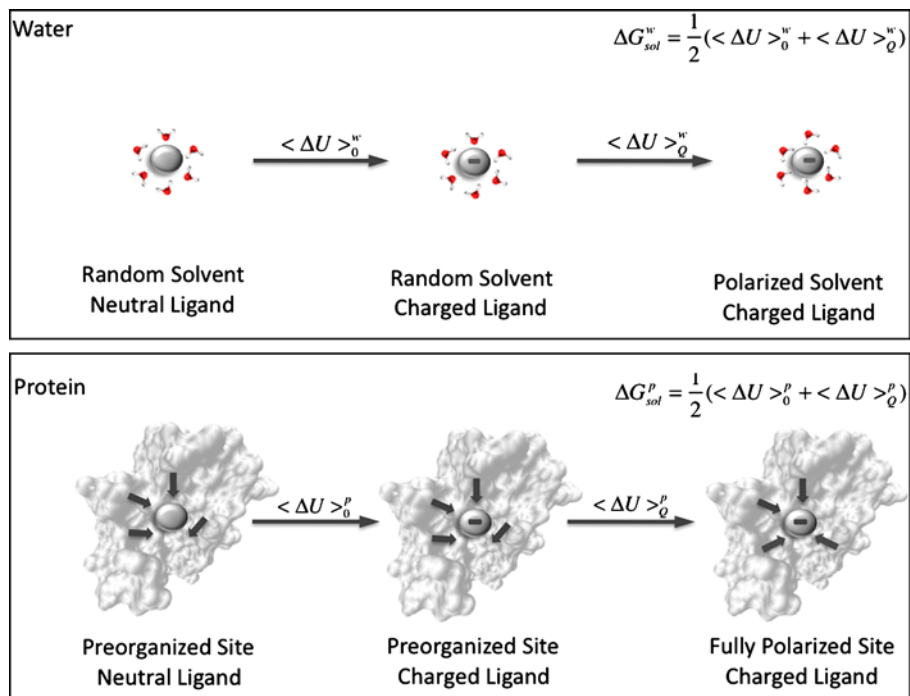 Water
ΔG^w_sol = 1/2 (< ΔU >^w_0 + < ΔU >^w_Q)
< ΔU >^w_0
< ΔU >^w_Q
Random Solvent
Neutral Ligand
Random Solvent
Charged Ligand
Polarized Solvent
Charged Ligand
Protein
ΔG^p_sol = 1/2 (< ΔU >^p_0 + < ΔU >^p_Q)
< ΔU >^p_0
< ΔU >^p_Q
Preorganized Site
Neutral Ligand
Preorganized Site
Charged Ligand
Fully Polarized Site
Charged Ligand